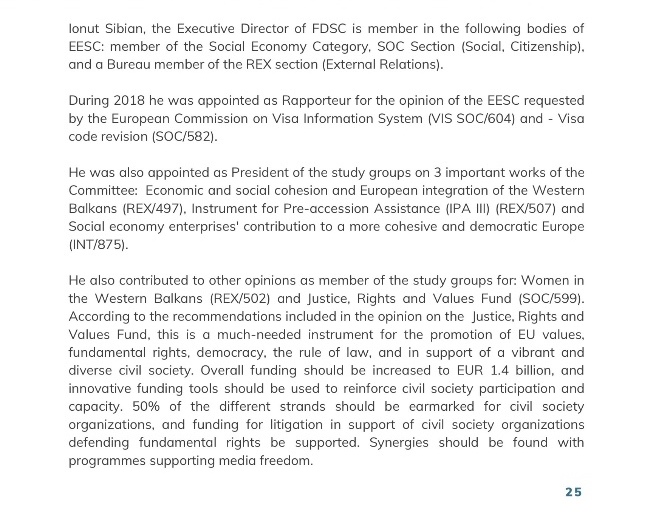 Ionut Sibian, the Executive Director of FDSC is member in the following bodies of
EESC: member of the Social Economy Category, SOC Section (Social, Citizenship),
and a Bureau member of the REX section (External Relations).
During 2018 he was appointed as Rapporteur for the opinion of the EESC requested
by the European Commission on Visa Information System (VIS SOC/604) and - Visa
code revision (SOC/582).
He was also appointed as President of the study groups on 3 important works of the
Committee: Economic and social cohesion and European integration of the Western
Balkans (REX/497), Instrument for Pre-accession Assistance (IPA III) (REX/507) and
Social economy enterprises' contribution to a more cohesive and democratic Europe
(INT/875).
He also contributed to other opinions as member of the study groups for: Women in
the Western Balkans (REX/502) and Justice, Rights and Values Fund (SOC/599).
According to the recommendations included in the opinion on the Justice, Rights and
Values Fund, this is a much-needed instrument for the promotion of EU values,
fundamental rights, democracy, the rule of law, and in support of a vibrant and
diverse civil society. Overall funding should be increased to EUR 1.4 billion, and
innovative funding tools should be used to reinforce civil society participation and
capacity. 50% of the different strands should be earmarked for civil society
organizations, and funding for litigation in support of civil society organizations
defending fundamental rights be supported. Synergies should be found with
programmes supporting media freedom.
25